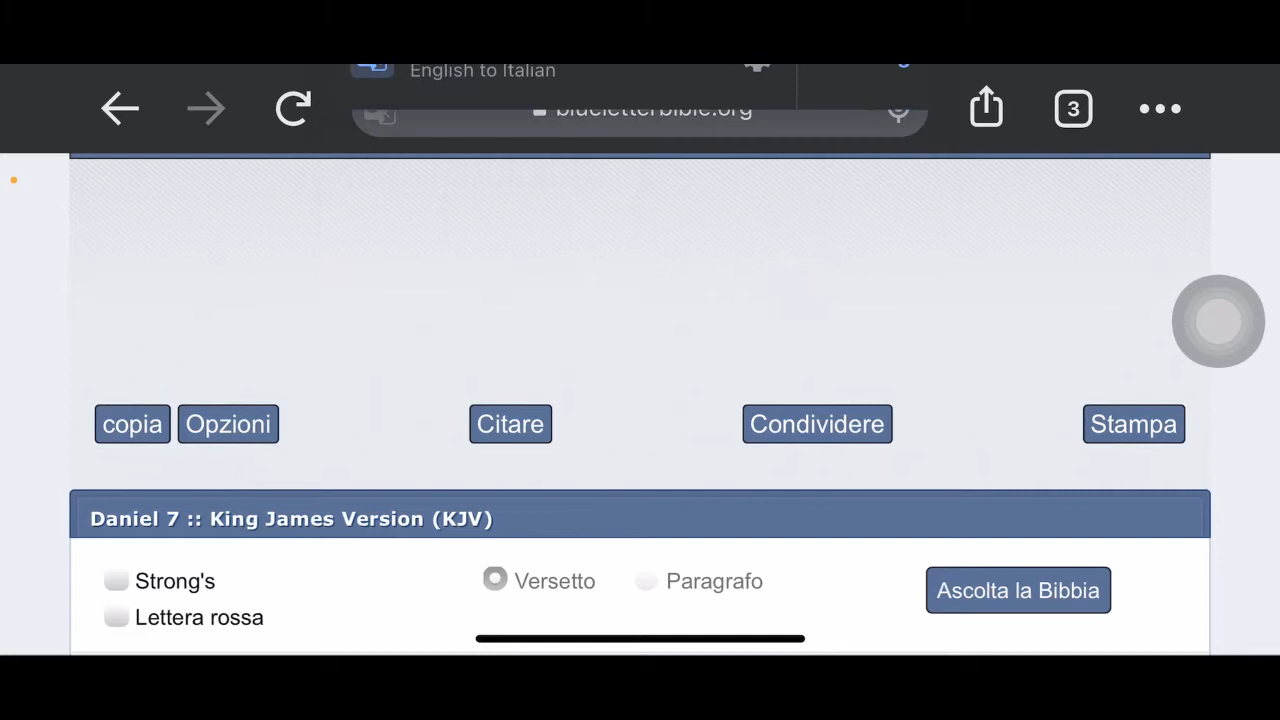 English to Italian
blueletterbible.org
3
copia Opzioni Citare Condividere Stampa
Daniel 7 :: King James Version (KJV)
Strong's Versetto Paragrafo Ascolta la Bibbia
Lettera rossa